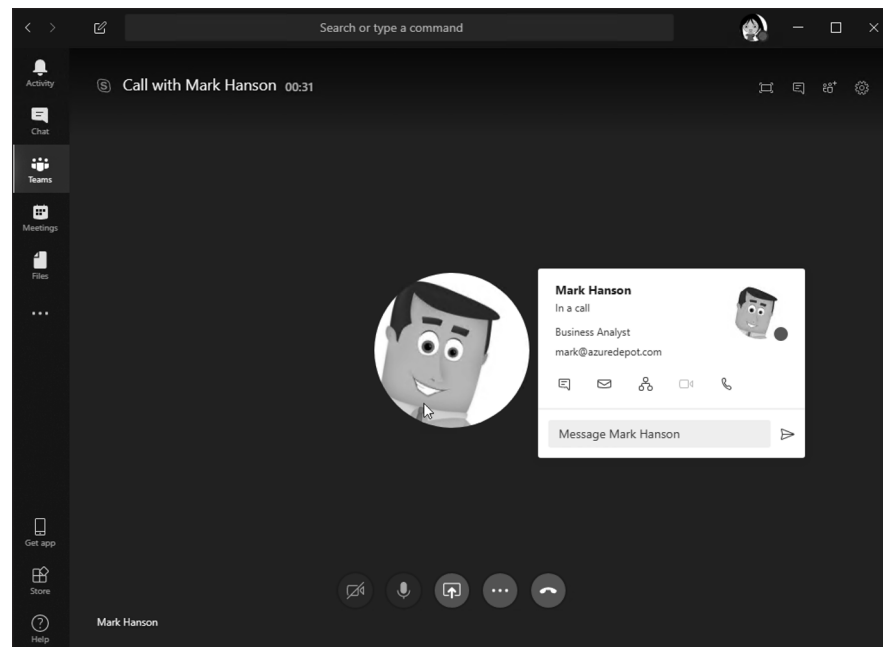 Search or type a command
Activity
Chat
Teams
Meetings
Files
Get app
Store
Help
Call with Mark Hanson 00:31
Mark Hanson
In a call
Business Analyst
mark@azuredepot.com
Message Mark Hanson
Mark Hanson